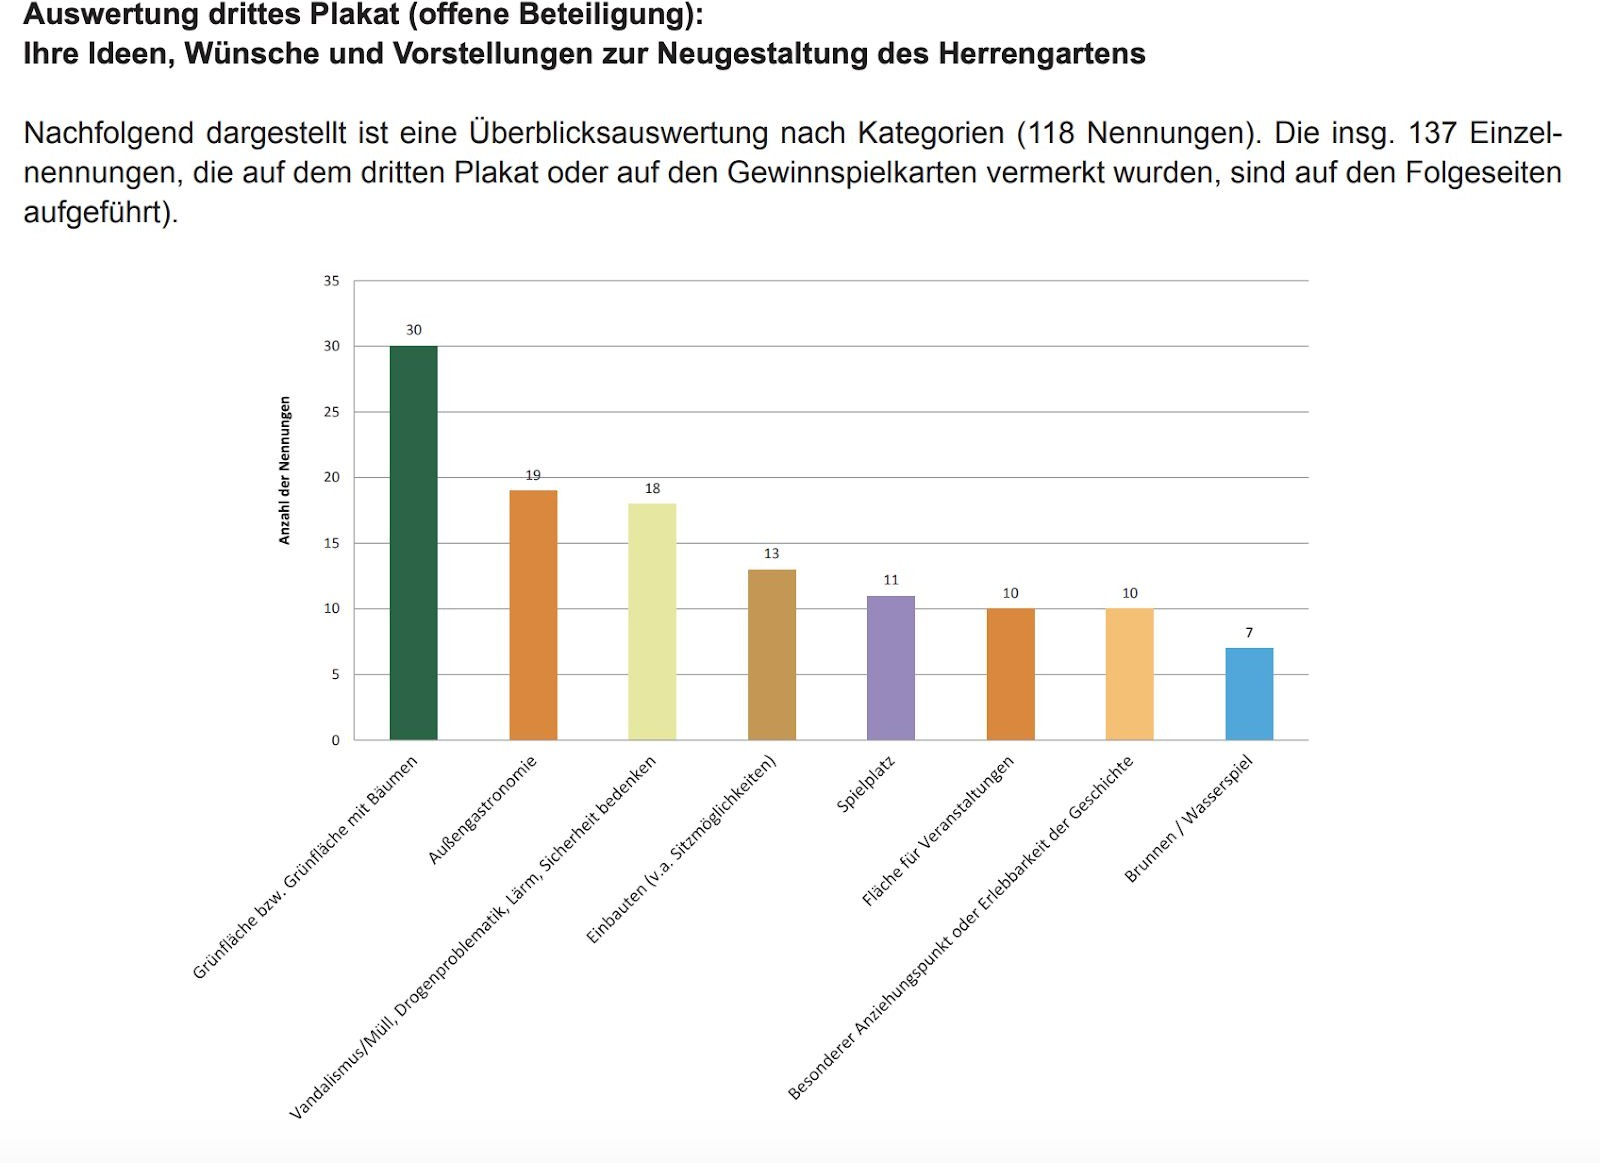 Auswertung drittes Plakat (offene Beteiligung):
Ihre Ideen, Wünsche und Vorstellungen zur Neugestaltung des Herrengartens
Nachfolgend dargestellt ist eine Überblicksauswertung nach Kategorien (118 Nennungen). Die insg. 137 Einzel-
nennungen, die auf dem dritten Plakat oder auf den Gewinnspielkarten vermerkt wurden, sind auf den Folgeseiten
aufgeführt).
Anzahl der Nennungen
35
30
25
20
15
10
5
0
30
19
18
13
11
10
10
7
Grünfläche bzw. Grünfläche mit Bäumen
Außengastronomie
Vandalismus/Müll, Drogenproblematik, Lärm, Sicherheit bedenken
Einbauten (v.a. Sitzmöglichkeiten)
Spielplatz
Fläche für Veranstaltungen
Besonderer Anziehungspunkt oder Erlebbarkeit der Geschichte
Brunnen / Wasserspiel